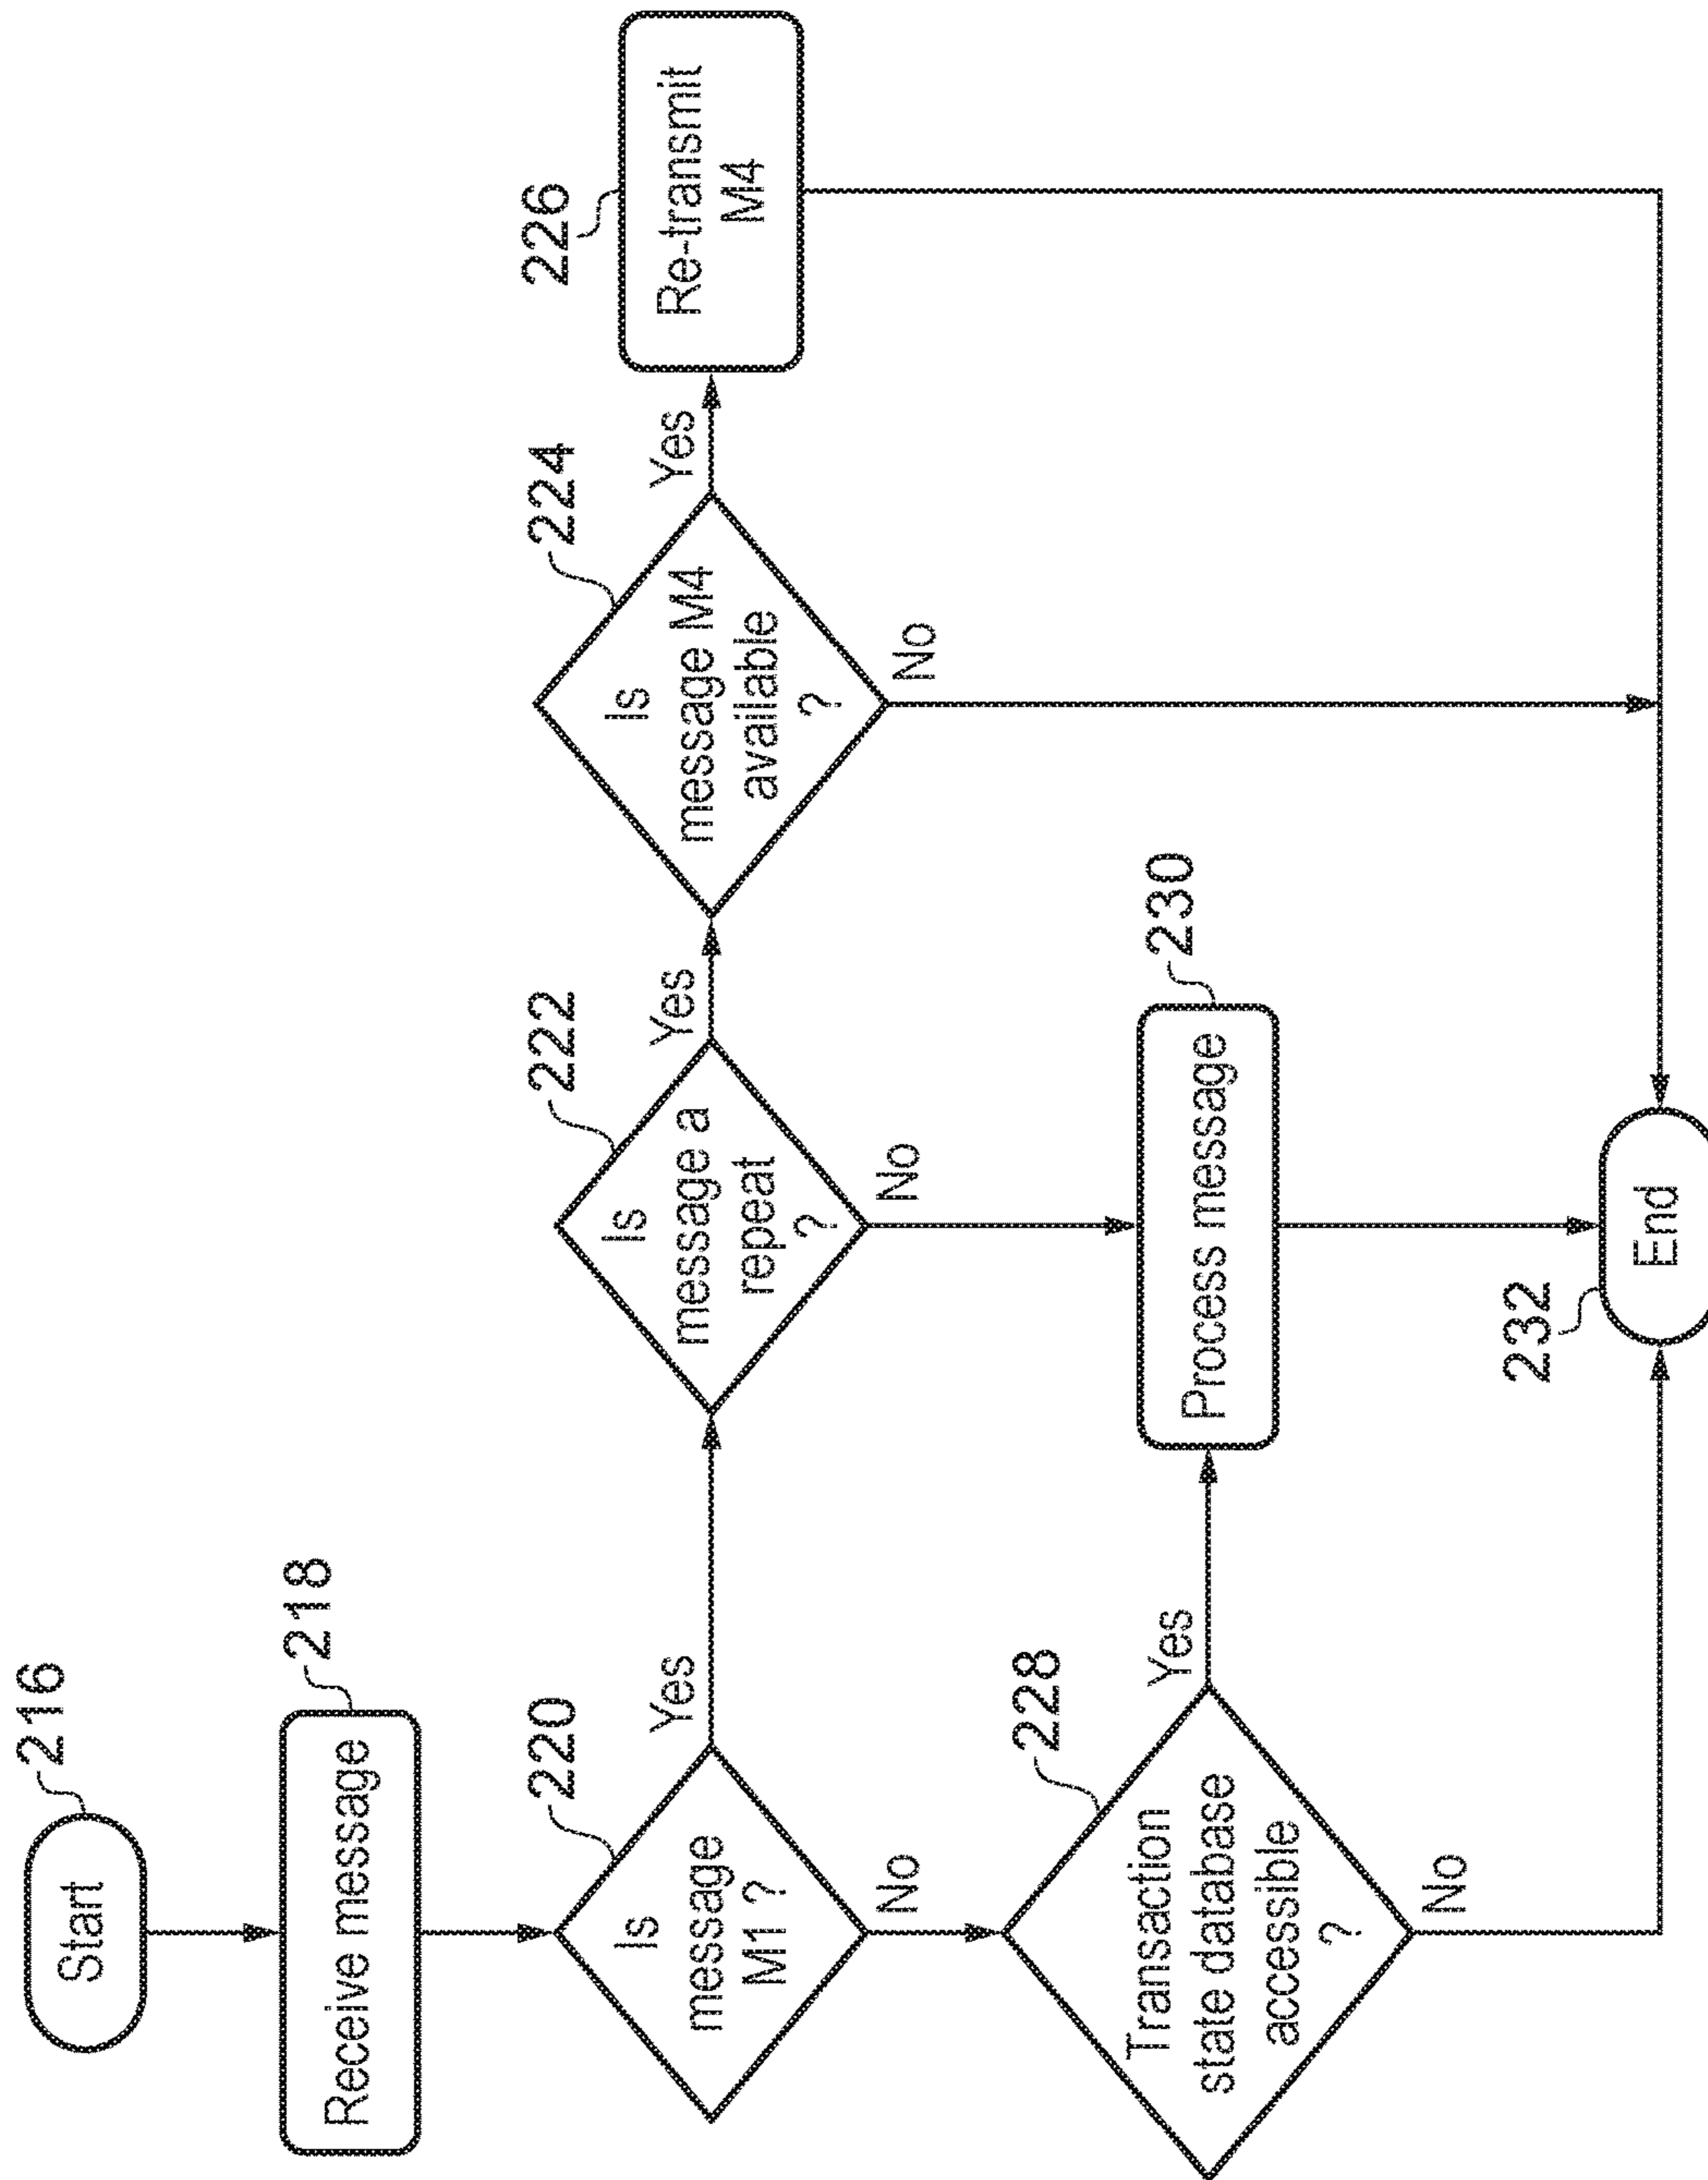 216
Start
218
Receive message
220
Is
message
M1 ?
Yes
No
222
Is
message a
repeat
?
Yes
No
224
Is
message M4
available
?
Yes
No
226
Re-transmit
M4
228
Transaction
state database
accessible
?
Yes
No
230
Process message
232
End